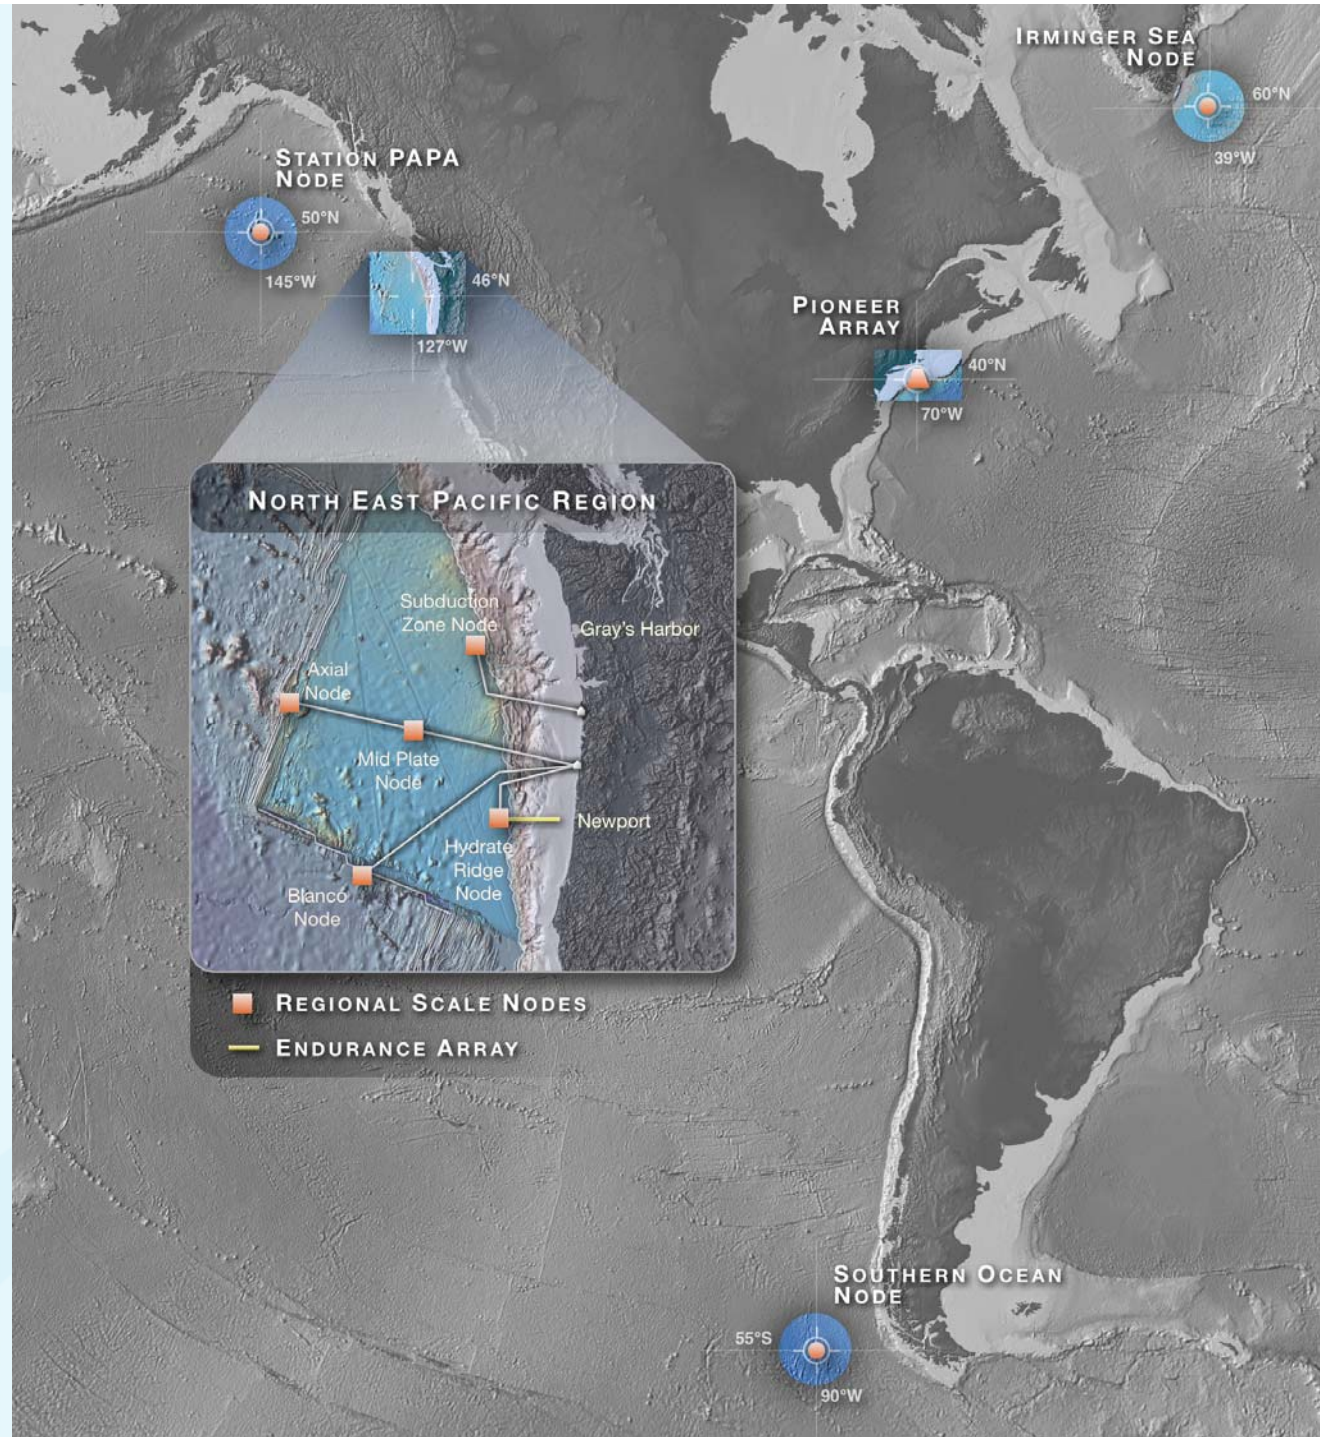 IRMINGER SEA
NODE
60°N
39°W
STATION PAPA
NODE
50°N
145°W
46°N
127°W
PIONEER
ARRAY
40°N
70°W
NORTH EAST PACIFIC REGION
Subduction
Zone Node
Gray's Harbor
Axial
Node
Mid Plate
Node
Newport
Hydrate
Ridge
Node
Blanco
Node
REGIONAL SCALE NODES
ENDURANCE ARRAY
SOUTHERN OCEAN
NODE
55°S
90°W